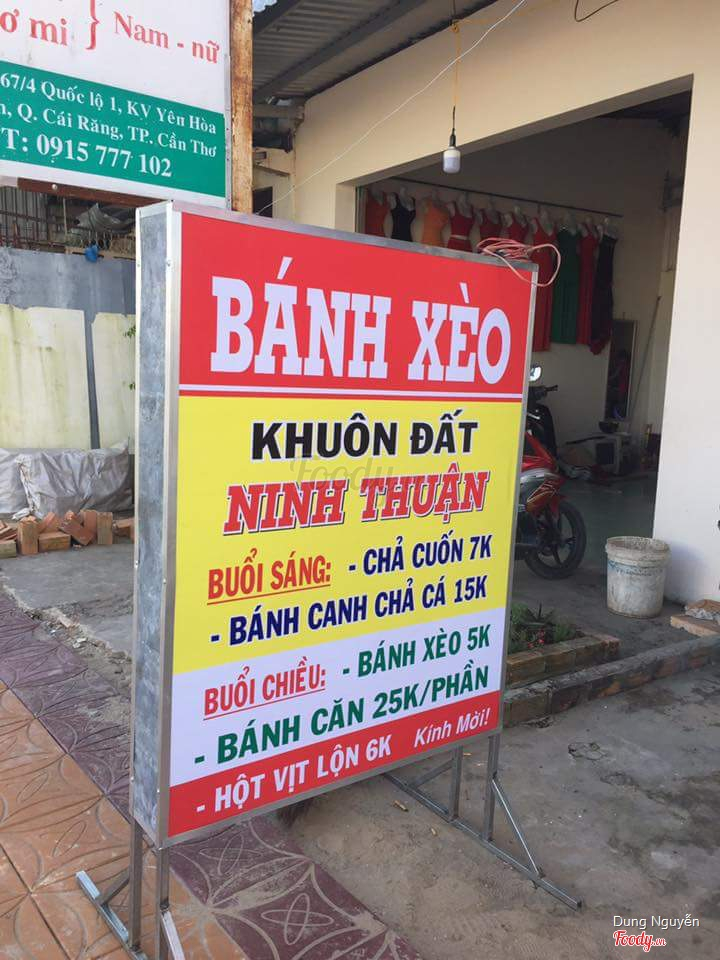 ơ mi } Nam - nữ
67/4 Quốc lộ 1, KV Yên Hòa
, Q. Cái Răng, TP. Cần Thơ
T: 0915 777 102
BÁNH XÈO
KHUÔN ĐẤT
Foody
NINH THUẬN
BUỔI SÁNG: - CHẢ CUỐN 7K
- BÁNH CANH CHẢ CÁ 15K
BUỔI CHIỀU: - BÁNH XÈO 5K
- BÁNH CĂN 25K/PHẦN
- HỘT VỊT LỘN 6K Kính Mời!
Dung Nguyễn
Foody.vn